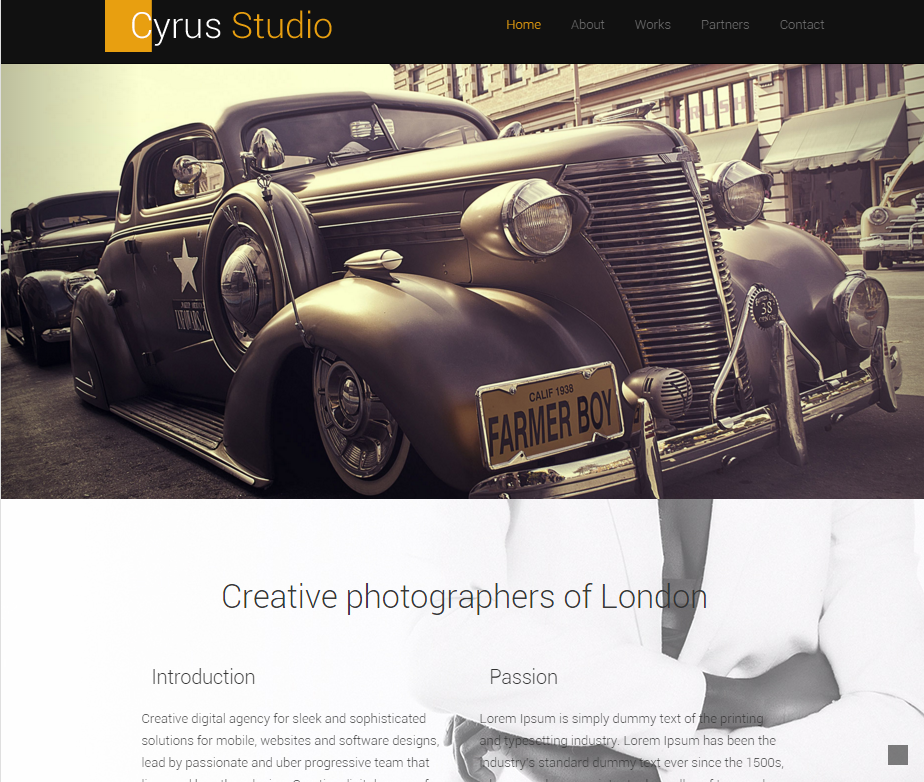 Cyrus Studio
Home About Works Partners Contact
CALIF 1938
FARMER BOY
38
Creative photographers of London
Introduction
Creative digital agency for sleek and sophisticated
solutions for mobile, websites and software designs,
lead by passionate and uber progressive team that
Passion
Lorem Ipsum is simply dummy text of the printing
and typesetting industry. Lorem Ipsum has been the
industry's standard dummy text ever since the 1500s,